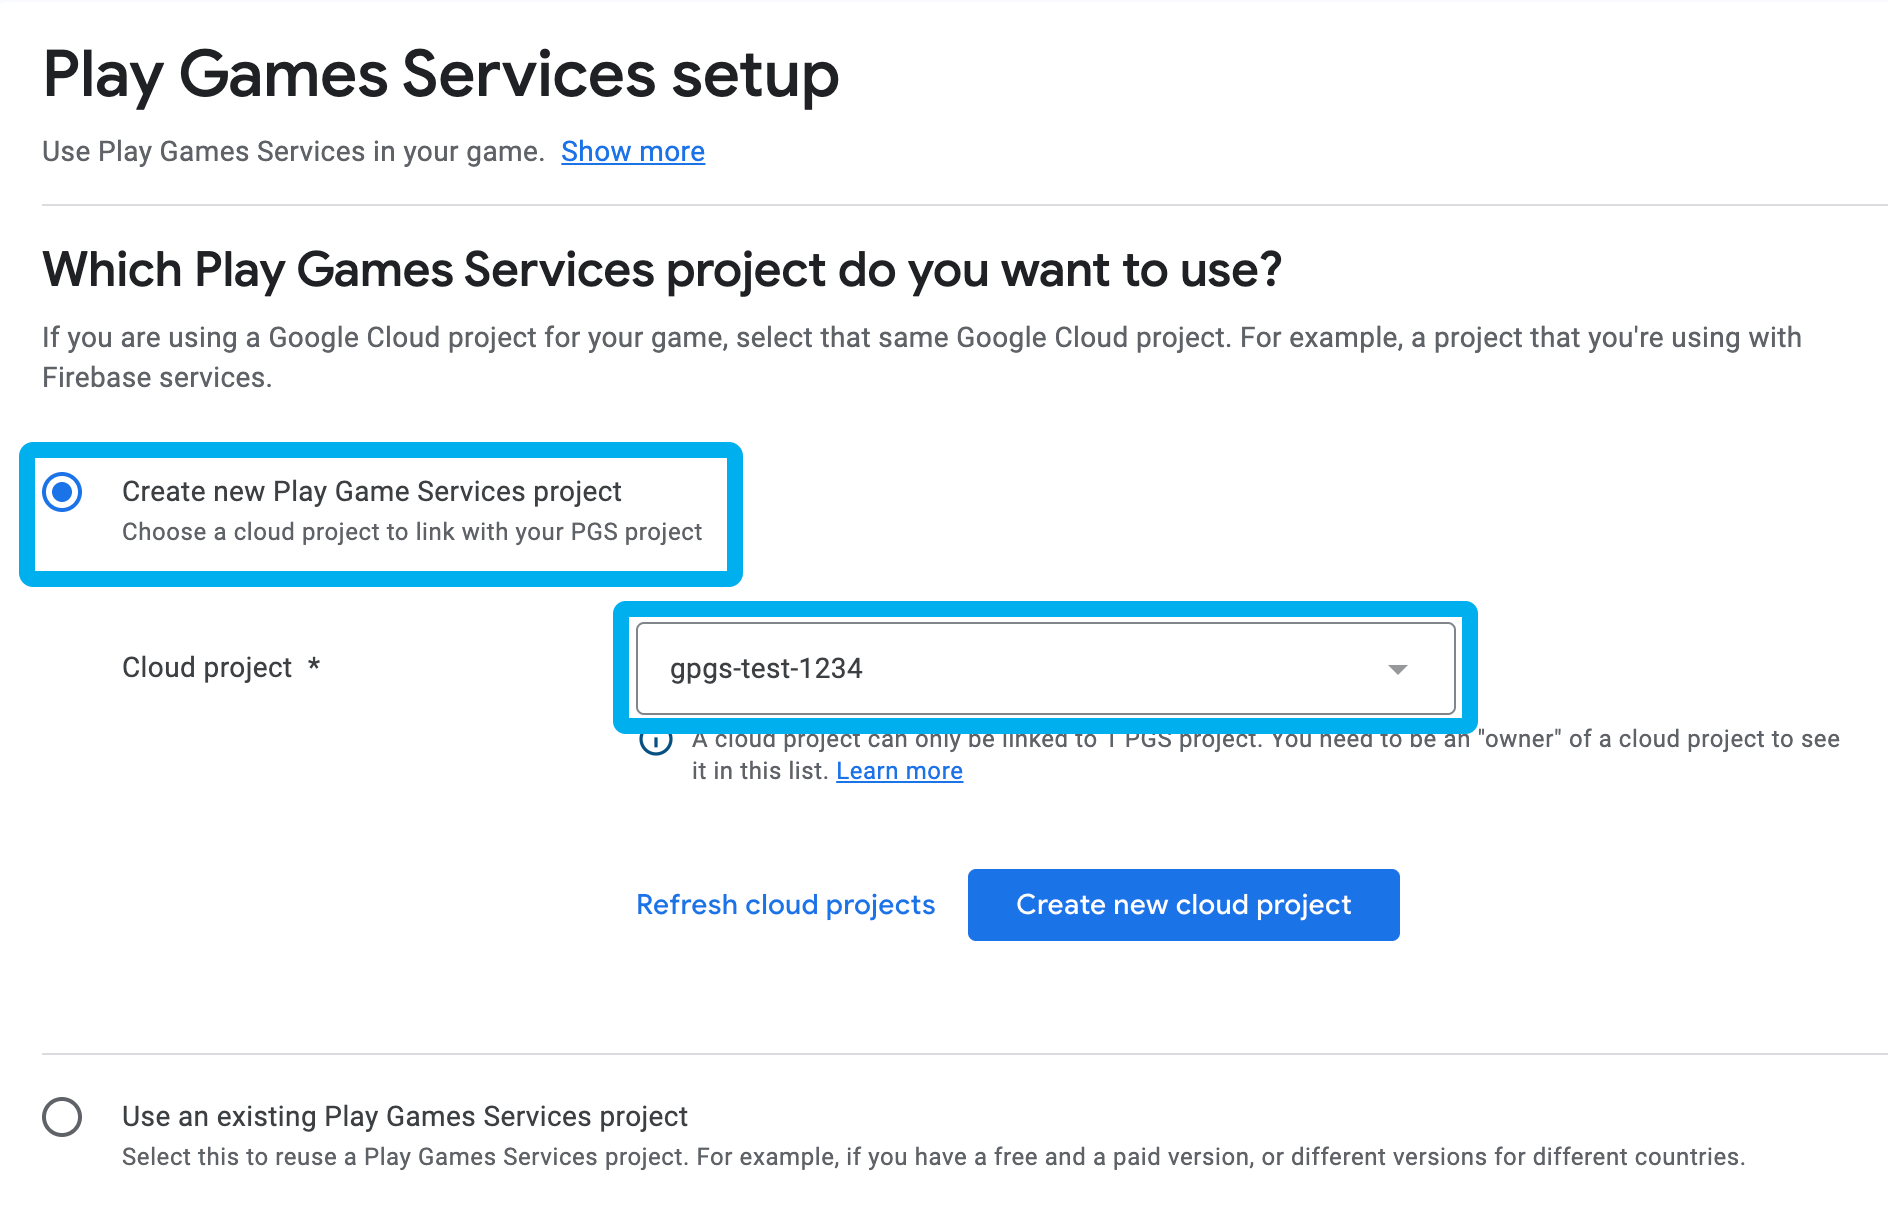 Play Games Services setup
Use Play Games Services in your game. Show more
Which Play Games Services project do you want to use?
If you are using a Google Cloud project for your game, select that same Google Cloud project. For example, a project that you're using with
Firebase services.
Create new Play Game Services project
Choose a cloud project to link with your PGS project
Cloud project *
gpgs-test-1234
A cloud project can only be linked to 1 PGS project. You need to be an "owner" of a cloud project to see
it in this list. Learn more
Refresh cloud projects
Create new cloud project
Use an existing Play Games Services project
Select this to reuse a Play Games Services project. For example, if you have a free and a paid version, or different versions for different countries.